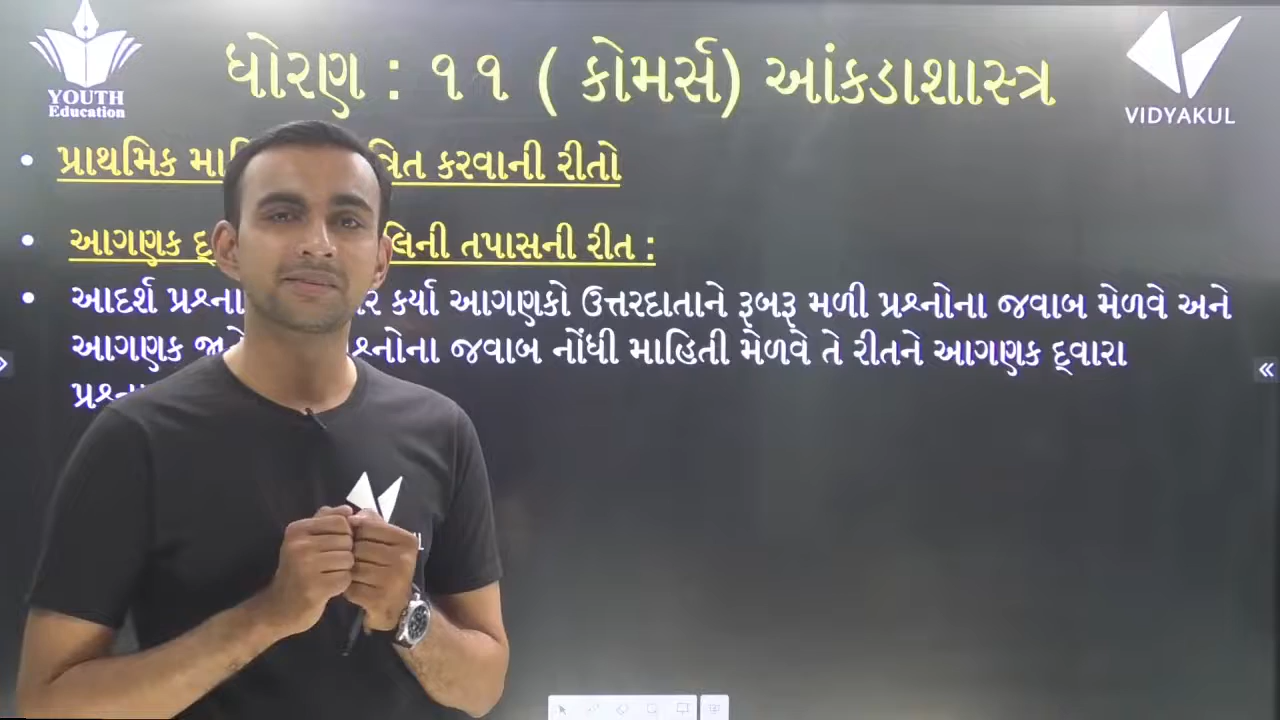 YOUTH
Education
ધોરણ : ૧૧ ( કોમર્સ) આંકડાશાસ્ત્ર
VIDYAKUL
• પ્રાથમિક કરવાની રીતો
• આગણક તપાસની રીત :
• આદર્શ કર્યા આગણકો ઉત્તરદાતાને રૂબરૂ મળી પ્રશ્નોના જવાબ મેળવે અને
આગણક જવાબ નોંધી માહિતી મેળવે તે રીતને આગણક દ્વારા